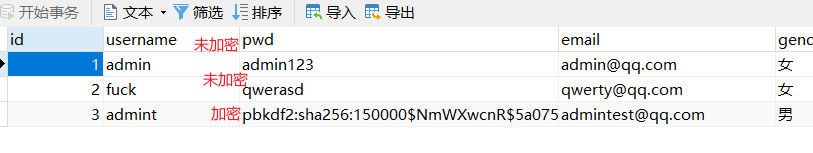 开始事务 文本 筛选 排序 导入 导出
id username pwd email gend
未加密
1 admin admin123 admin@qq.com 女
未加密
2 fuck qwerasd qwerty@qq.com 女
3 admint 加密 pbkdf2:sha256:150000$NmWXwcnR$5a075 admintest@qq.com 男